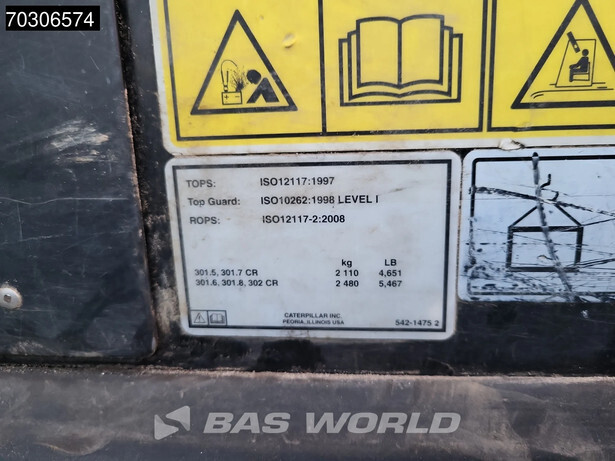 70306574
TOPS: ISO12117:1997
Top Guard: ISO10262:1998 LEVEL I
ROPS: ISO12117-2:2008
kg LB
301.5, 301.7 CR 2 110 4,651
301.6, 301.8, 302 CR 2 480 5,467
CATERPILLAR INC.
PEORIA, ILLINOIS USA
542-1475 2
BAS WORLD